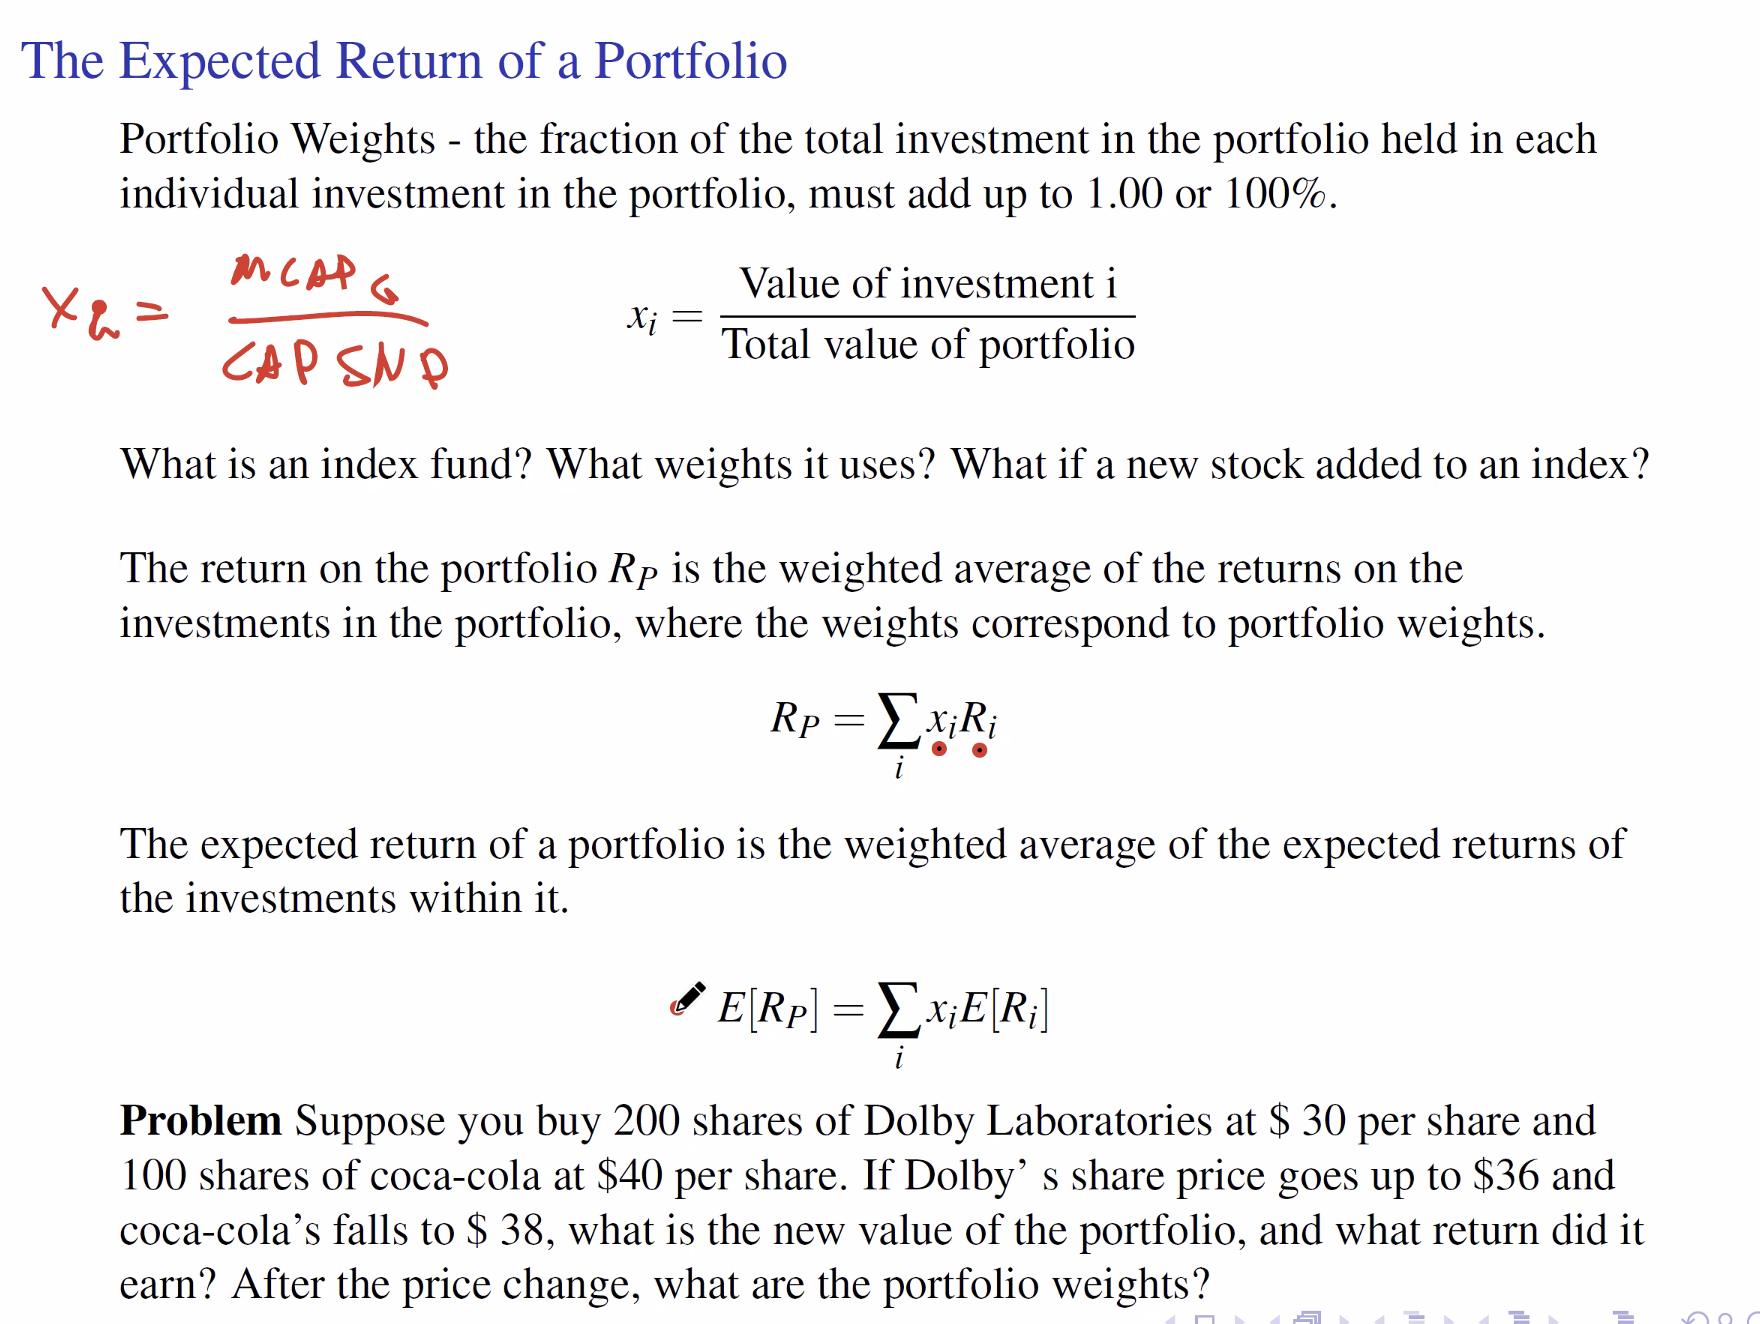 The Expected Return of a Portfolio
Portfolio Weights - the fraction of the total investment in the portfolio held in each
individual investment in the portfolio, must add up to 1.00 or 100%.
MCAP G
X =
CAP SNP
x_i = Value of investment i / Total value of portfolio
What is an index fund? What weights it uses? What if a new stock added to an index?
The return on the portfolio R_P is the weighted average of the returns on the
investments in the portfolio, where the weights correspond to portfolio weights.
R_P = ∑_i x_i R_i
The expected return of a portfolio is the weighted average of the expected returns of
the investments within it.
E[R_P] = ∑_i x_i E[R_i]
Problem Suppose you buy 200 shares of Dolby Laboratories at $ 30 per share and
100 shares of coca-cola at $40 per share. If Dolby’ s share price goes up to $36 and
coca-cola’s falls to $ 38, what is the new value of the portfolio, and what return did it
earn? After the price change, what are the portfolio weights?